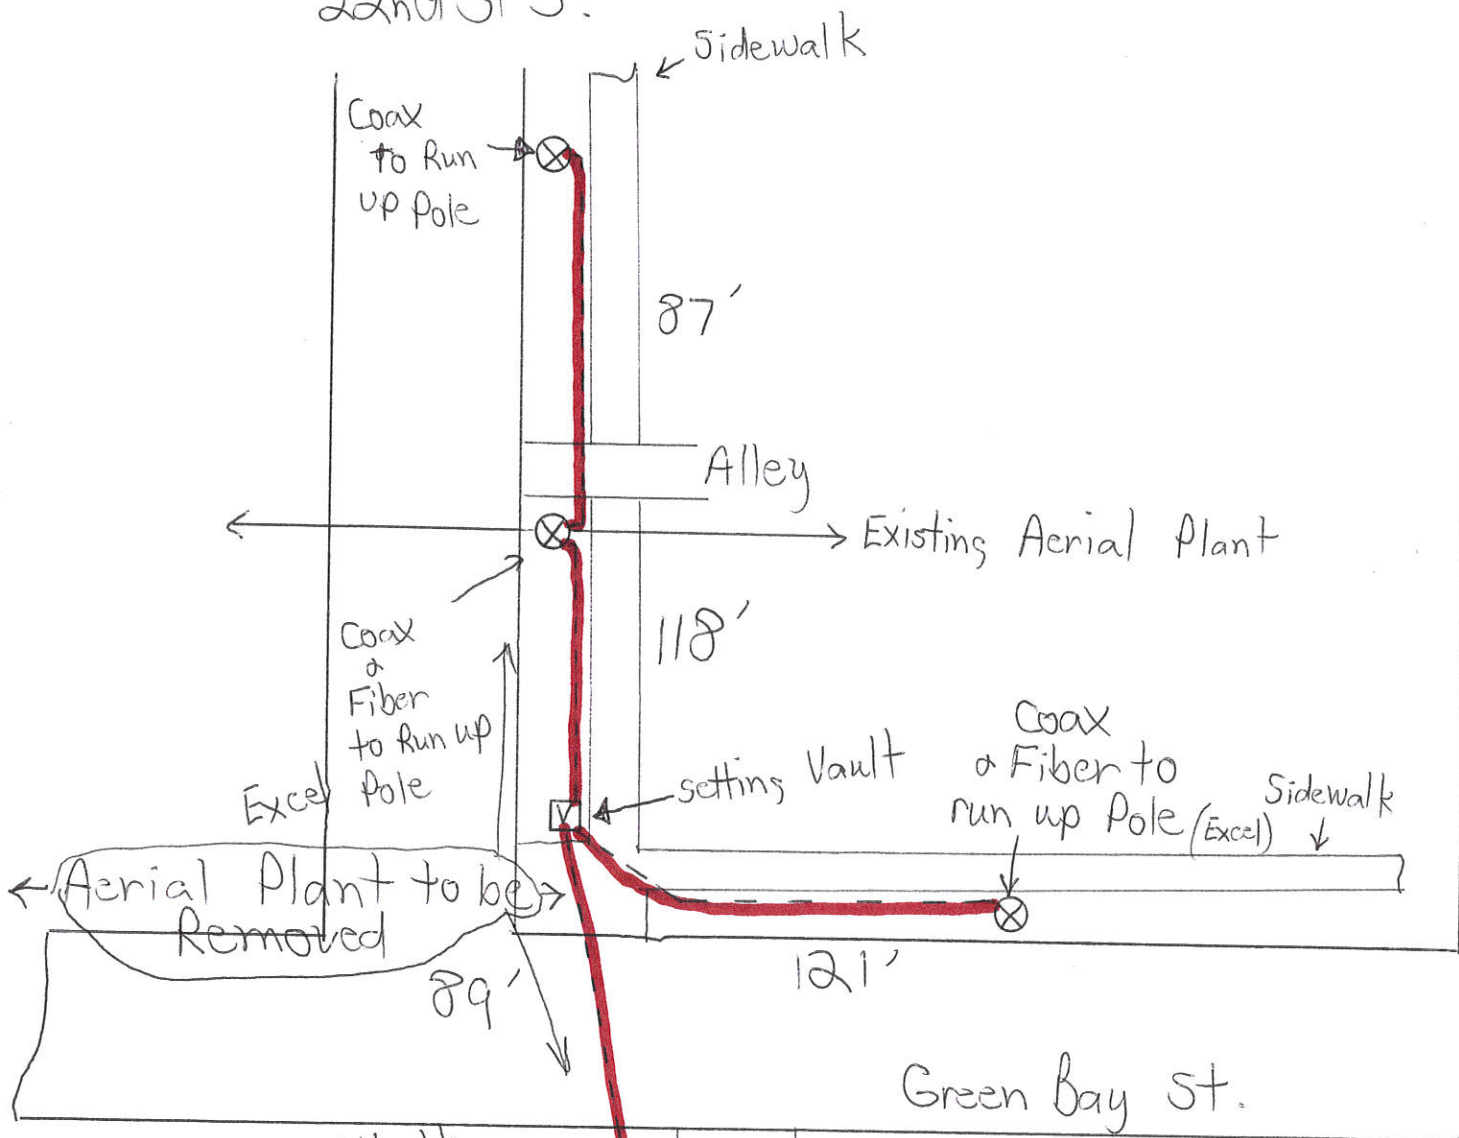 22nd St S.
Sidewalk
Coax
to Run
up Pole
87'
Alley
Existing Aerial Plant
118'
Coax
&
Fiber
to Run up
Pole
Excel
setting Vault
V
Coax
& Fiber to
run up Pole (Excel)
Sidewalk
Aerial Plant to be
Removed
89'
121'
Green Bay St.